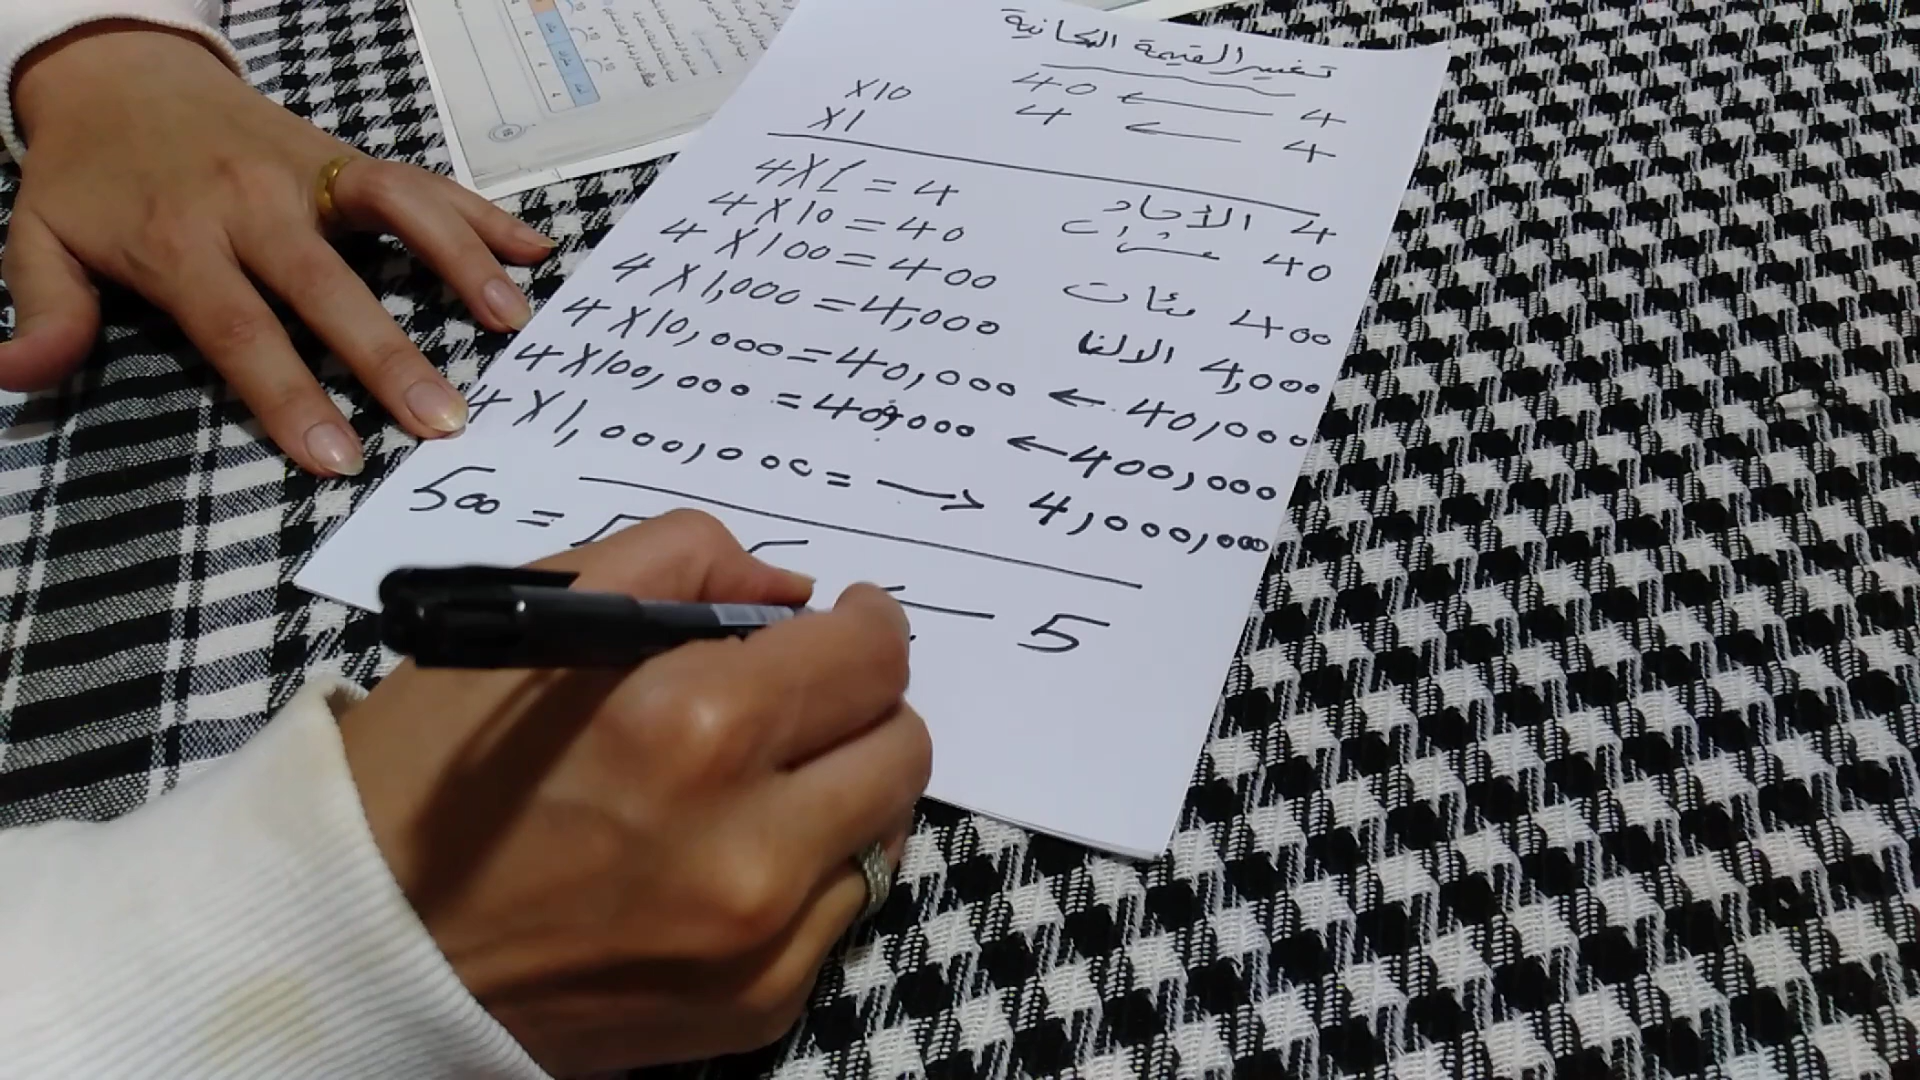 تغيير القيمة المكانية
4 ← 40 X10
4 ← 4 X1
4 الأحاد 4X1=4
40 عشرات 4X10=40
400 مئات 4X100=400
4,000 الالف 4X1,000=4,000
40,000 ← 4X10,000=40,000
400,000 ← 4X100,000=400,000
4X1,000,000= → 4,000,000
500 = 5
5